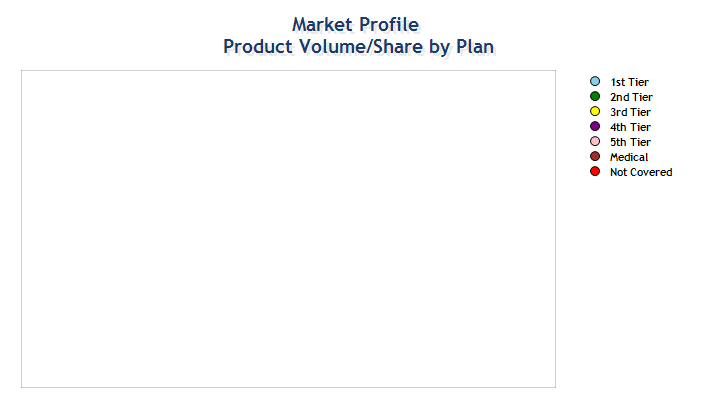 Market Profile
Product Volume/Share by Plan
1st Tier
2nd Tier
3rd Tier
4th Tier
5th Tier
Medical
Not Covered